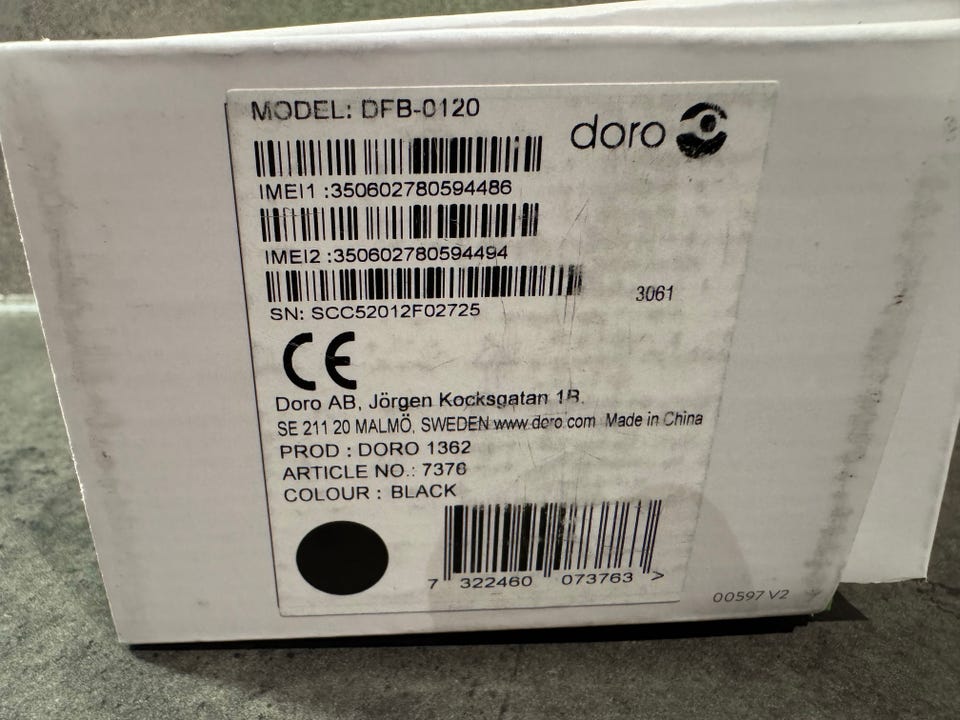 MODEL: DFB-0120
doro
IMEI1 :350602780594486
IMEI2 :350602780594494
3061
SN: SCC52012F02725
CE
Doro AB, Jörgen Kocksgatan 1B,
SE 211 20 MALMÖ, SWEDEN www.doro.com Made in China
PROD : DORO 1362
ARTICLE NO.: 7376
COLOUR : BLACK
7 322460 073763 >
00597 V2